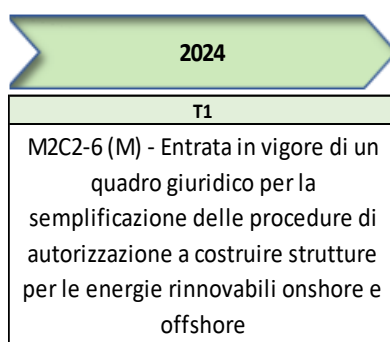 2024
T1
M2C2-6 (M) - Entrata in vigore di un
quadro giuridico per la
semplificazione delle procedure di
autorizzazione a costruire strutture
per le energie rinnovabili onshore e
offshore